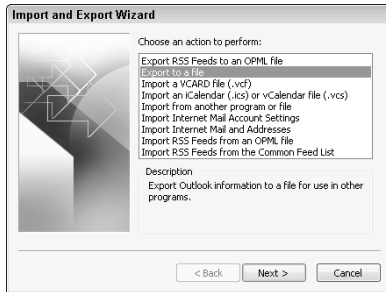 Import and Export Wizard
Choose an action to perform:
Export RSS Feeds to an OPML file
Export to a file
Import a VCARD file (.vcf)
Import an iCalendar (.ics) or vCalendar file (.vcs)
Import from another program or file
Import Internet Mail Account Settings
Import Internet Mail and Addresses
Import RSS Feeds from an OPML file
Import RSS Feeds from the Common Feed List
Description
Export Outlook information to a file for use in other
programs.
< Back Next > Cancel